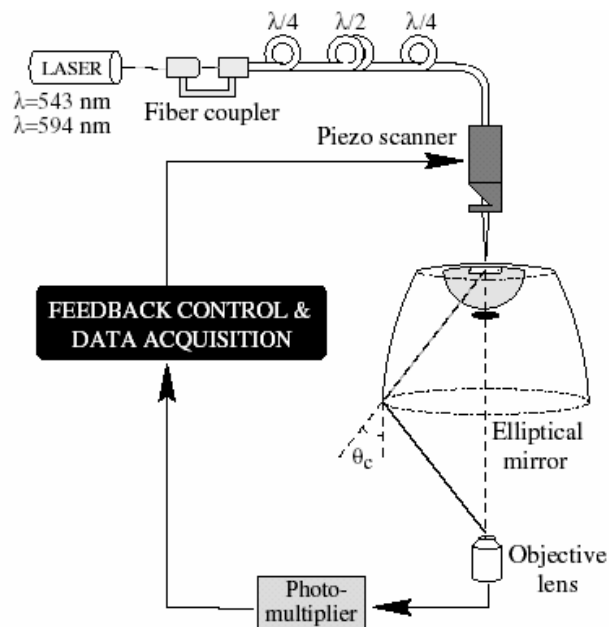 λ/4
λ/2
λ/4
LASER
λ=543 nm
λ=594 nm
Fiber coupler
Piezo scanner
FEEDBACK CONTROL &
DATA ACQUISITION
θc
Elliptical
mirror
Objective
lens
Photo-
multiplier